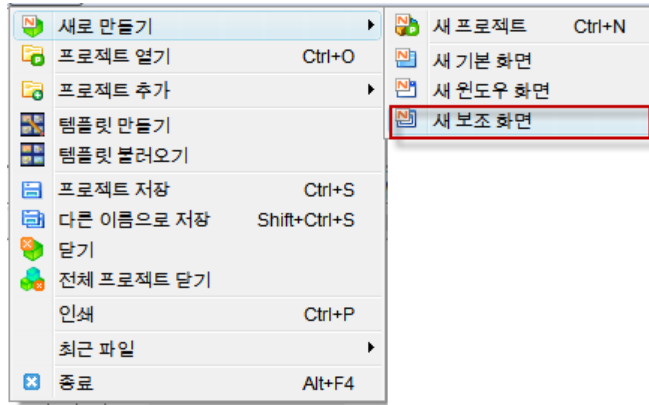 새로 만들기
프로젝트 열기 Ctrl+O
프로젝트 추가
템플릿 만들기
템플릿 불러오기
프로젝트 저장 Ctrl+S
다른 이름으로 저장 Shift+Ctrl+S
닫기
전체 프로젝트 닫기
인쇄 Ctrl+P
최근 파일
종료 Alt+F4
새 프로젝트 Ctrl+N
새 기본 화면
새 윈도우 화면
새 보조 화면